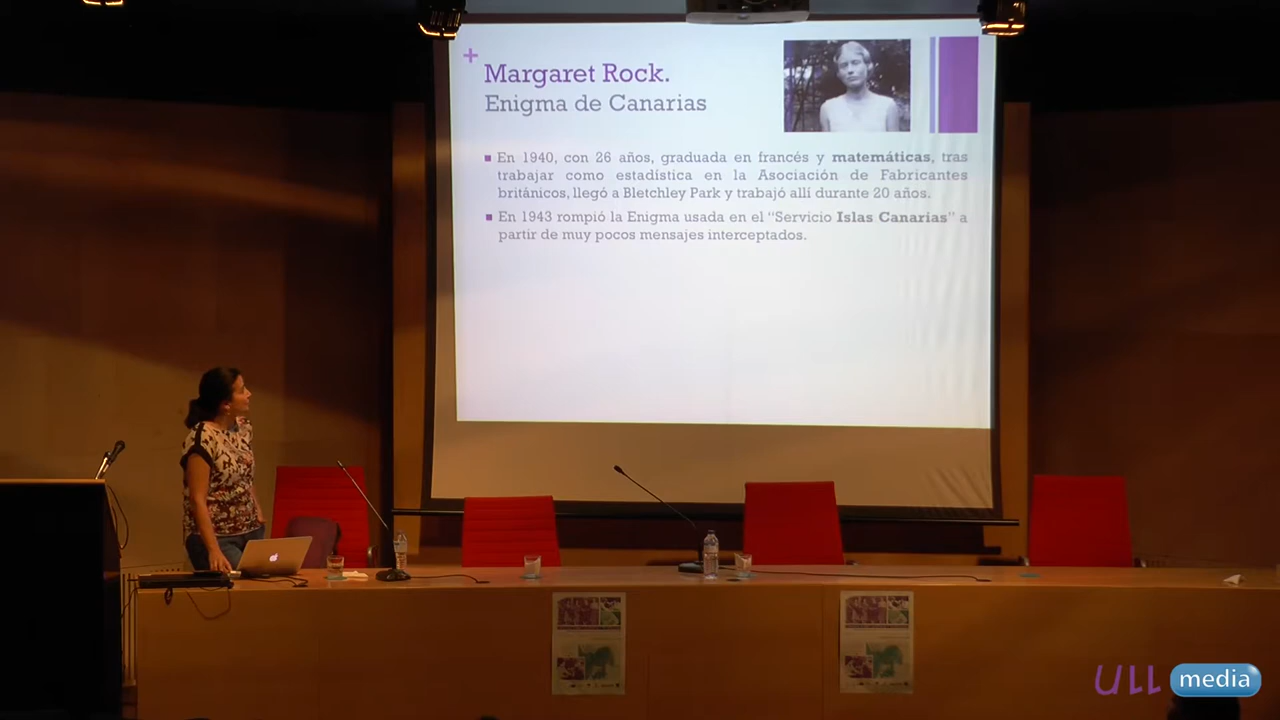 +
Margaret Rock.
Enigma de Canarias
En 1940, con 26 años, graduada en francés y matemáticas, tras
trabajar como estadística en la Asociación de Fabricantes
británicos, llegó a Bletchley Park y trabajó allí durante 20 años.
En 1943 rompió la Enigma usada en el "Servicio Islas Canarias" a
partir de muy pocos mensajes interceptados.
ULL media